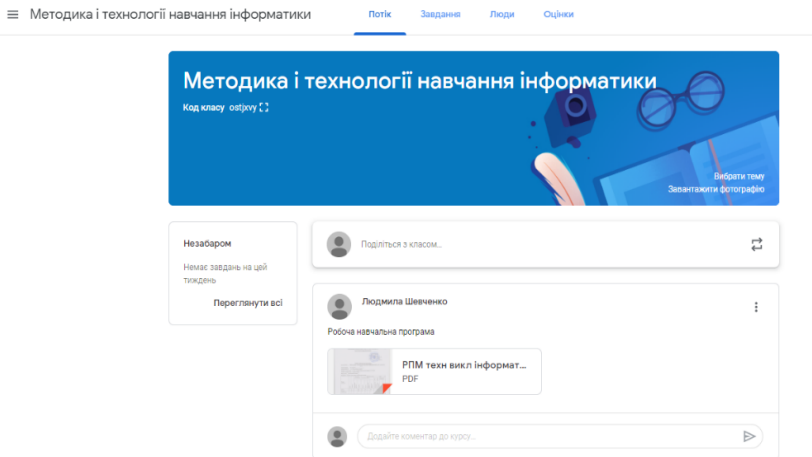 Методика і технології навчання інформатики
Потік
Завдання
Люди
Оцінки
Методика і технології навчання інформатики
Код класу ostjxvy
Вибрати тему
Завантажити фотографію
Незабаром
Немає завдань на цей
тиждень
Переглянути всі
Поділіться з класом…
Людмила Шевченко
Робоча навчальна програма
РПМ техн викл інформат…
PDF
Додайте коментар до курсу…